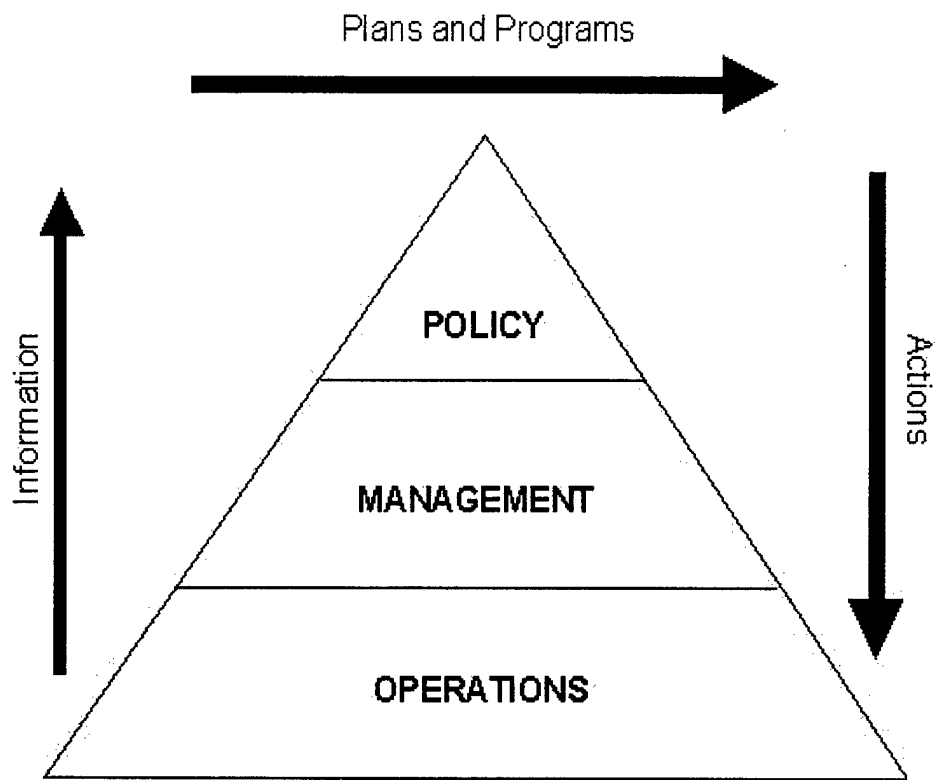 Plans and Programs
Information
POLICY
Actions
MANAGEMENT
OPERATIONS